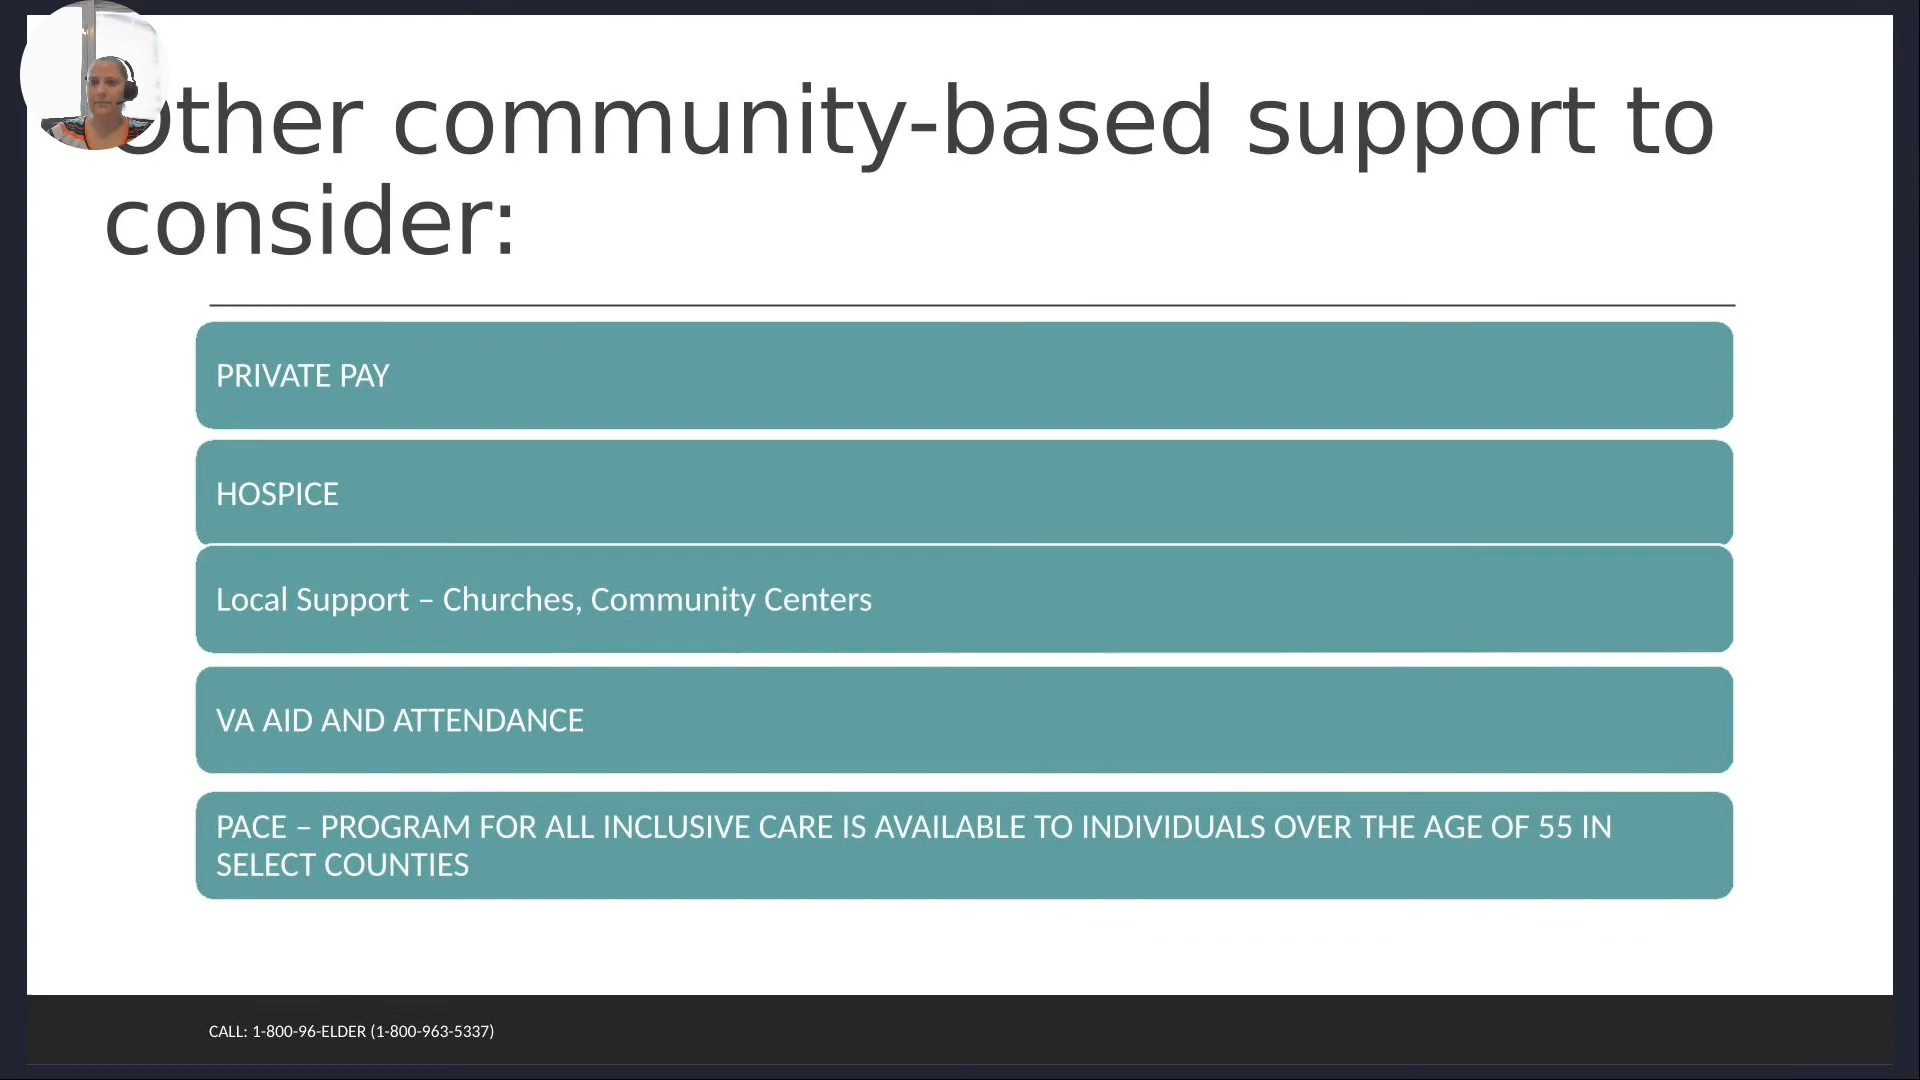 Other community-based support to
consider:
PRIVATE PAY
HOSPICE
Local Support – Churches, Community Centers
VA AID AND ATTENDANCE
PACE – PROGRAM FOR ALL INCLUSIVE CARE IS AVAILABLE TO INDIVIDUALS OVER THE AGE OF 55 IN
SELECT COUNTIES
CALL: 1-800-96-ELDER (1-800-963-5337)